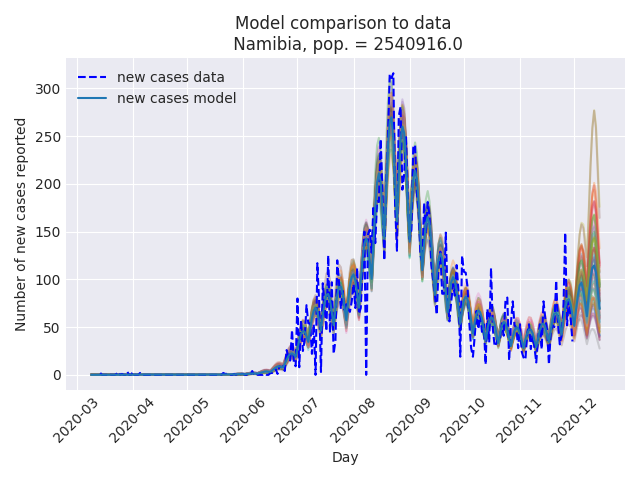 Model comparison to data
Namibia, pop. = 2540916.0
new cases data
new cases model
Number of new cases reported
300
250
200
150
100
50
0
2020-03
2020-04
2020-05
2020-06
2020-07
2020-08
2020-09
2020-10
2020-11
2020-12
Day